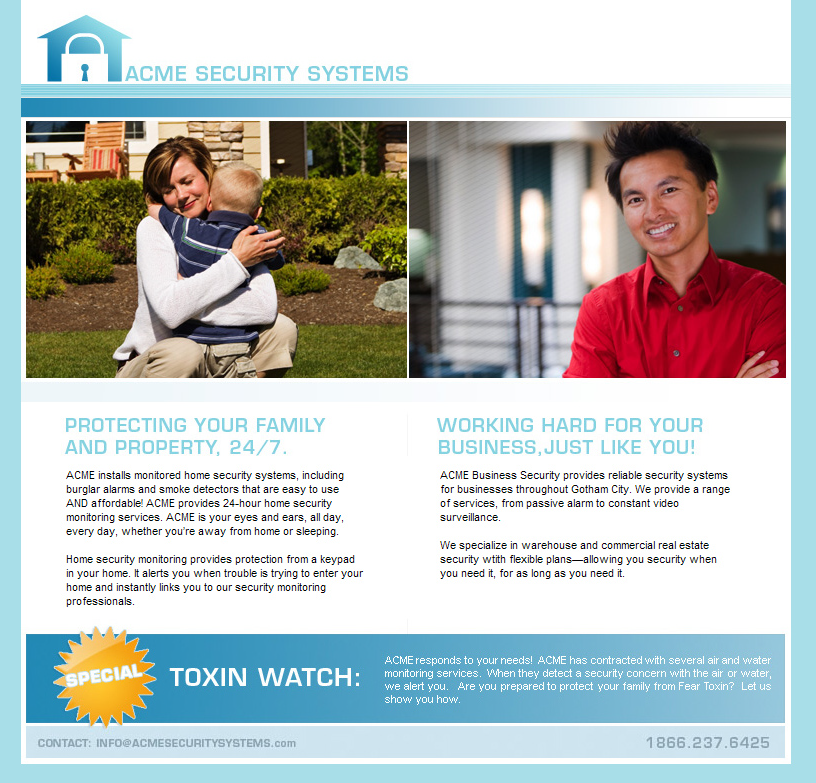 ACME SECURITY SYSTEMS
PROTECTING YOUR FAMILY
AND PROPERTY, 24/7.
ACME installs monitored home security systems, including
burglar alarms and smoke detectors that are easy to use
AND affordable! ACME provides 24-hour home security
monitoring services. ACME is your eyes and ears, all day,
every day, whether you're away from home or sleeping.
Home security monitoring provides protection from a keypad
in your home. It alerts you when trouble is trying to enter your
home and instantly links you to our security monitoring
professionals.
WORKING HARD FOR YOUR
BUSINESS,JUST LIKE YOU!
ACME Business Security provides reliable security systems
for businesses throughout Gotham City. We provide a range
of services, from passive alarm to constant video
surveillance.
We specialize in warehouse and commercial real estate
security wtith flexible plans—allowing you security when
you need it, for as long as you need it.
SPECIAL
TOXIN WATCH:
ACME responds to your needs! ACME has contracted with several air and water
monitoring services. When they detect a security concern with the air or water,
we alert you. Are you prepared to protect your family from Fear Toxin? Let us
show you how.
CONTACT: INFO@ACMESECURITYSYSTEMS.com
1866.237.6425